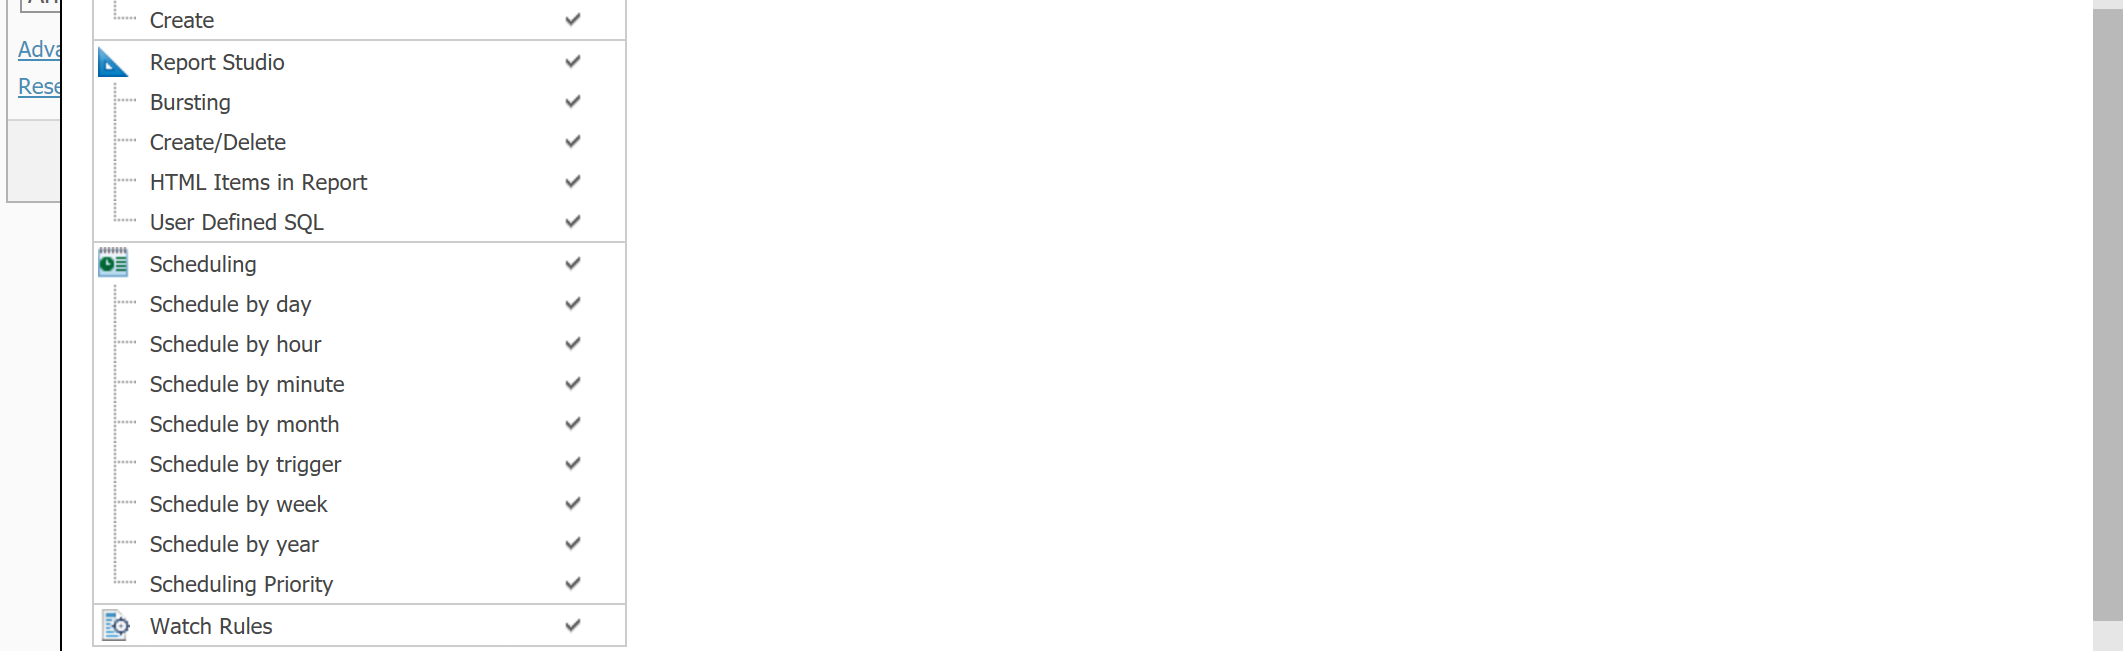 Create
Adva
Report Studio
Rese
Bursting
Create/Delete
HTML Items in Report
User Defined SQL
Scheduling
Schedule by day
Schedule by hour
Schedule by minute
Schedule by month
Schedule by trigger
Schedule by week
Schedule by year
Scheduling Priority
Watch Rules